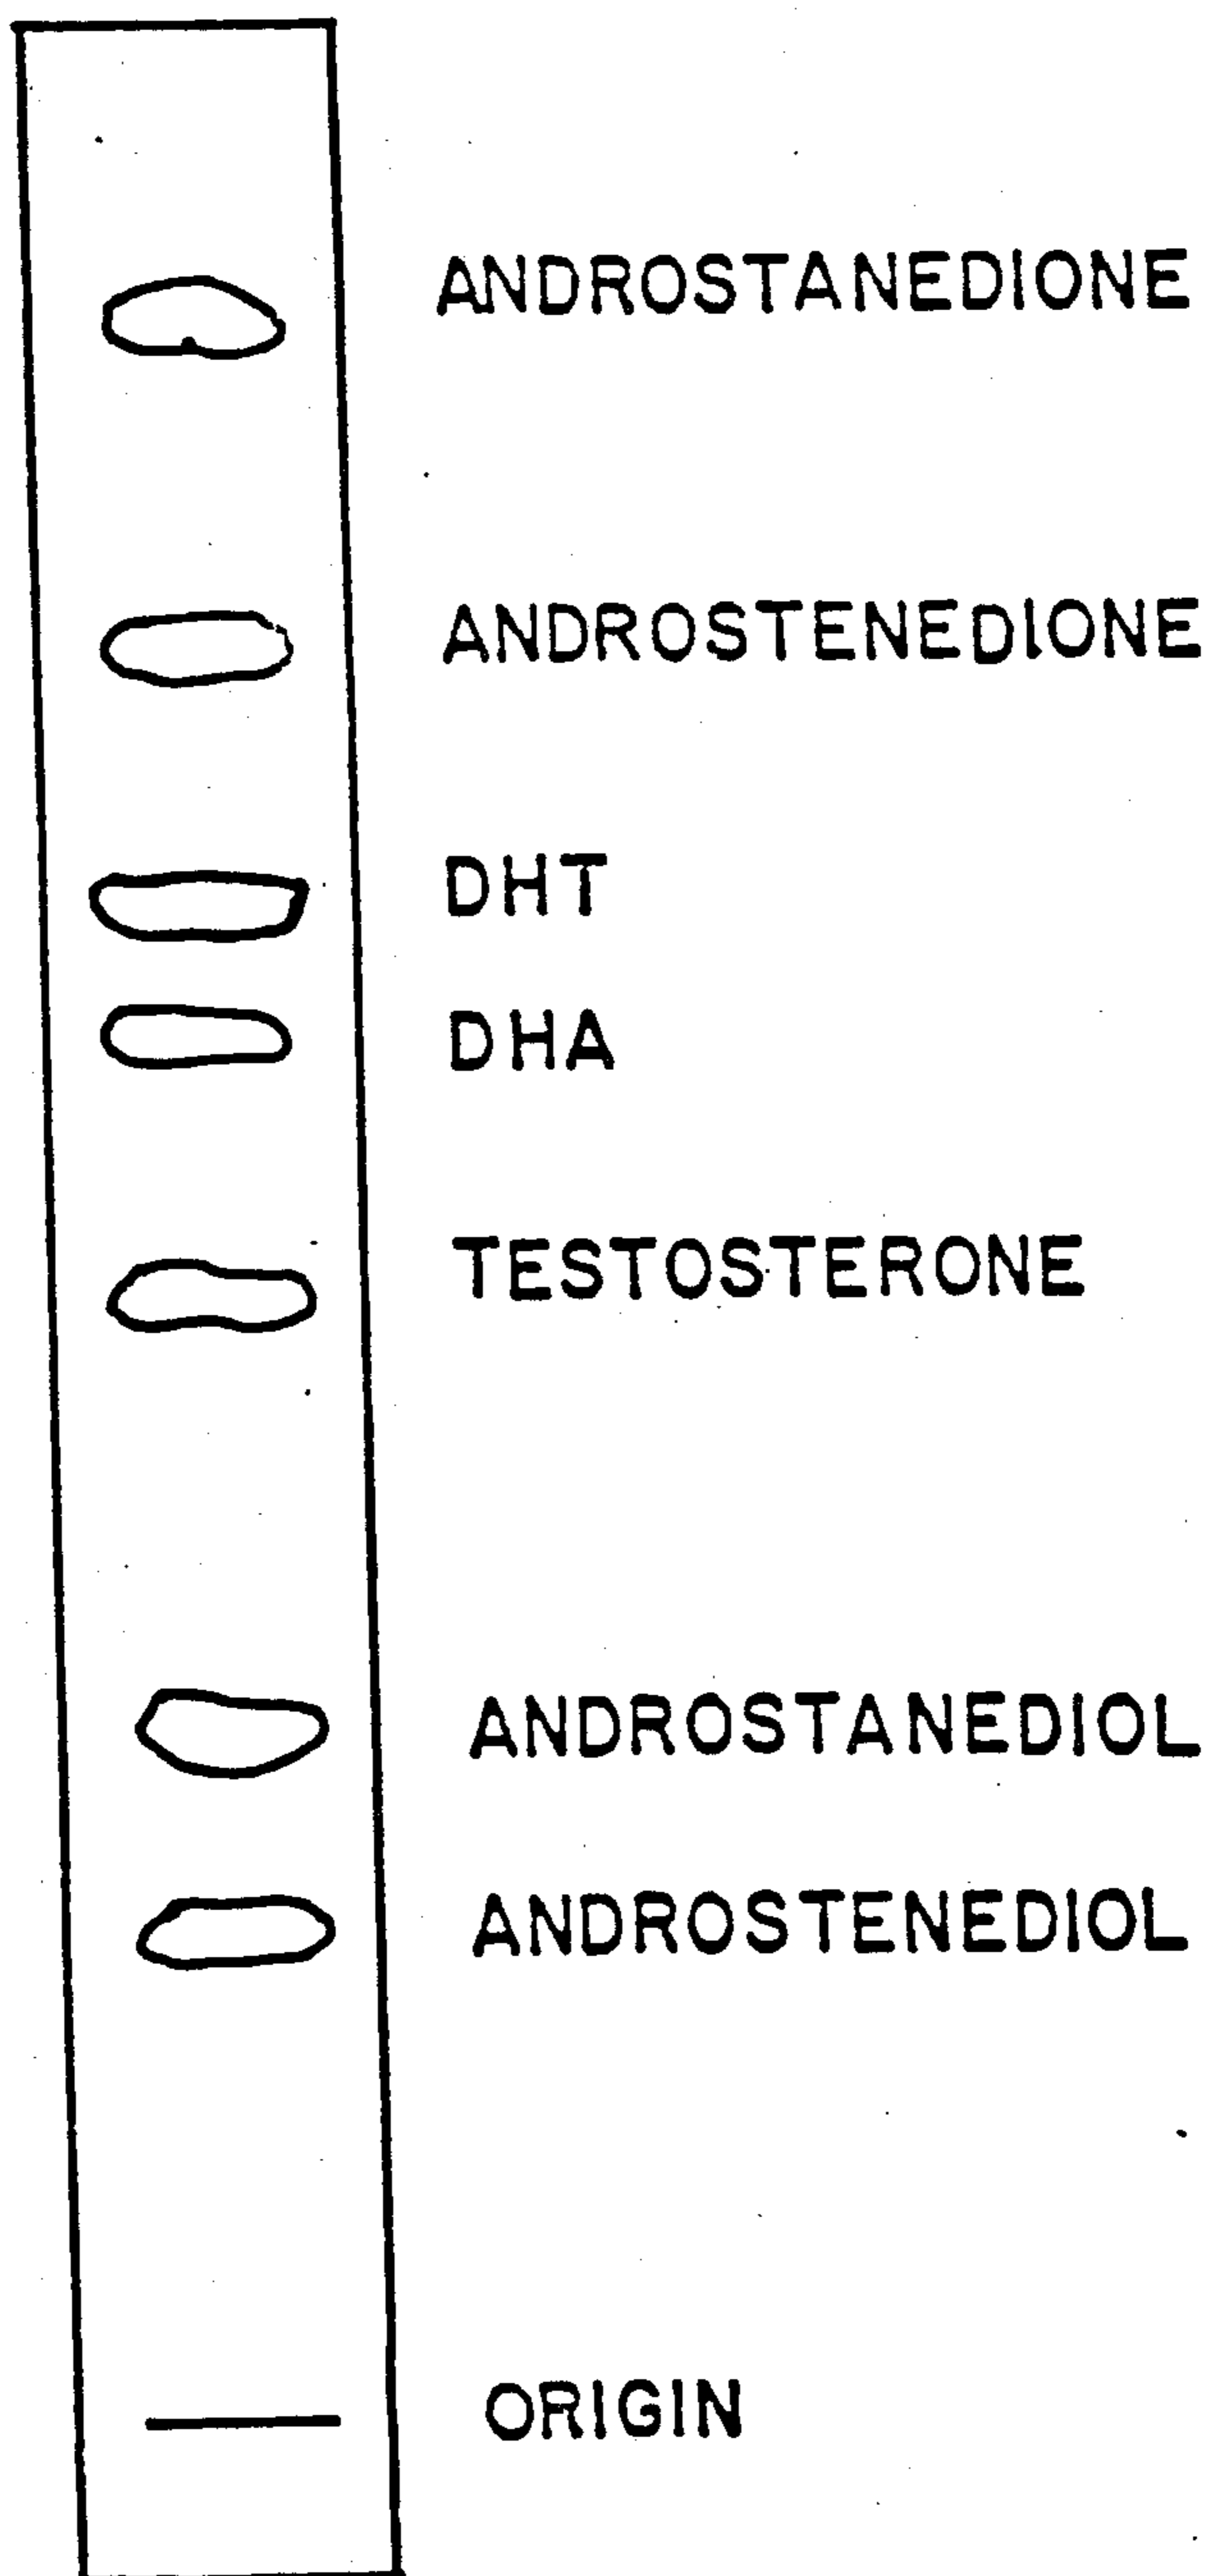 ANDROSTANEDIONE
ANDROSTENEDIONE
DHT
DHA
TESTOSTERONE
ANDROSTANEDIOL
ANDROSTENEDIOL
ORIGIN